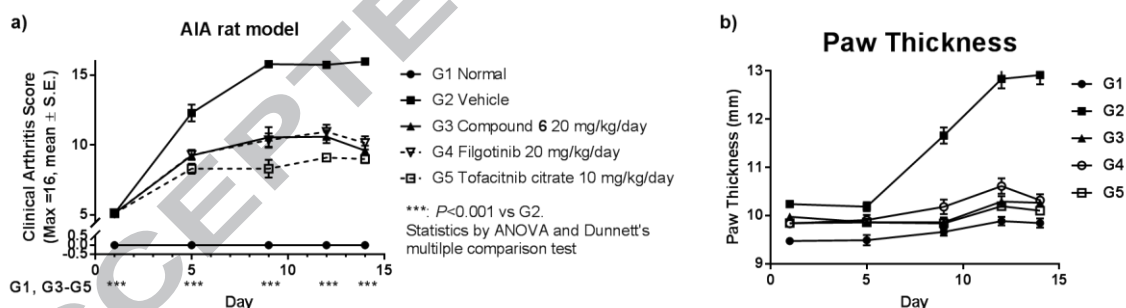 a)
AIA rat model
Clinical Arthritis Score
(Max =16, mean ± S.E.)
15
10
5
0.5
0.0
-0.5
0 5 10 15
G1, G3-G5 *** *** *** *** ***
Day
G1 Normal
G2 Vehicle
G3 Compound 6 20 mg/kg/day
G4 Filgotinib 20 mg/kg/day
G5 Tofacitnib citrate 10 mg/kg/day
***: P<0.001 vs G2.
Statistics by ANOVA and Dunnett's
multilple comparison test
b)
Paw Thickness
Paw Thickness (mm)
13
12
11
10
9
0 5 10 15
Day
G1
G2
G3
G4
G5
CCEPTE